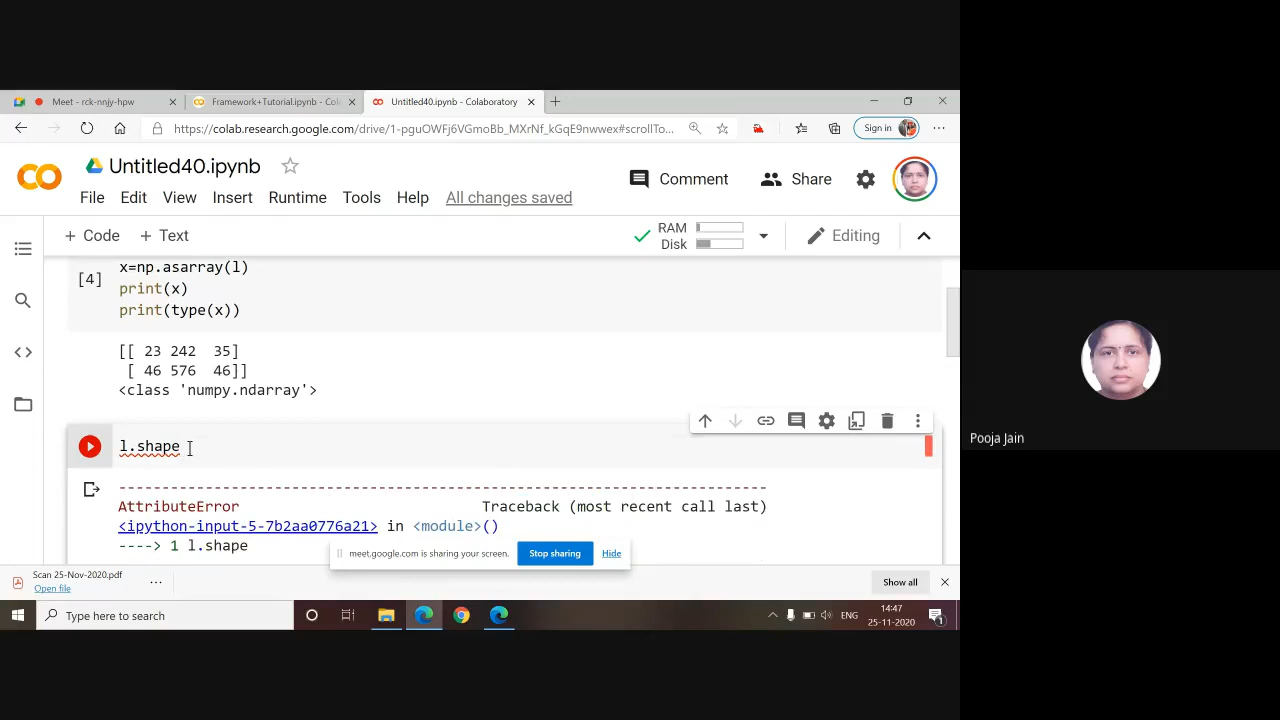 Meet - rck-nnjy-hpw
Framework+Tutorial.ipynb - Co
Untitled40.ipynb - Colaboratory
https://colab.research.google.com/drive/1-pguOWFj6VGmoBb_MXrNf_kGqE9nwwex#scrollTo...
Sign in
Untitled40.ipynb
Comment
Share
File Edit View Insert Runtime Tools Help All changes saved
+ Code + Text
RAM
Disk
Editing
x=np.asarray(l)
[4]
print(x)
print(type(x))
[[ 23 242 35]
[ 46 576 46]]
<class 'numpy.ndarray'>
l.shape
---------------------------------------------------------------------------
AttributeError Traceback (most recent call last)
<ipython-input-5-7b2aa0776a21> in <module>()
----> 1 l.shape
meet.google.com is sharing your screen. Stop sharing Hide
Scan 25-Nov-2020.pdf
Open file
Show all
Type here to search
ENG
14:47
25-11-2020
1
Pooja Jain